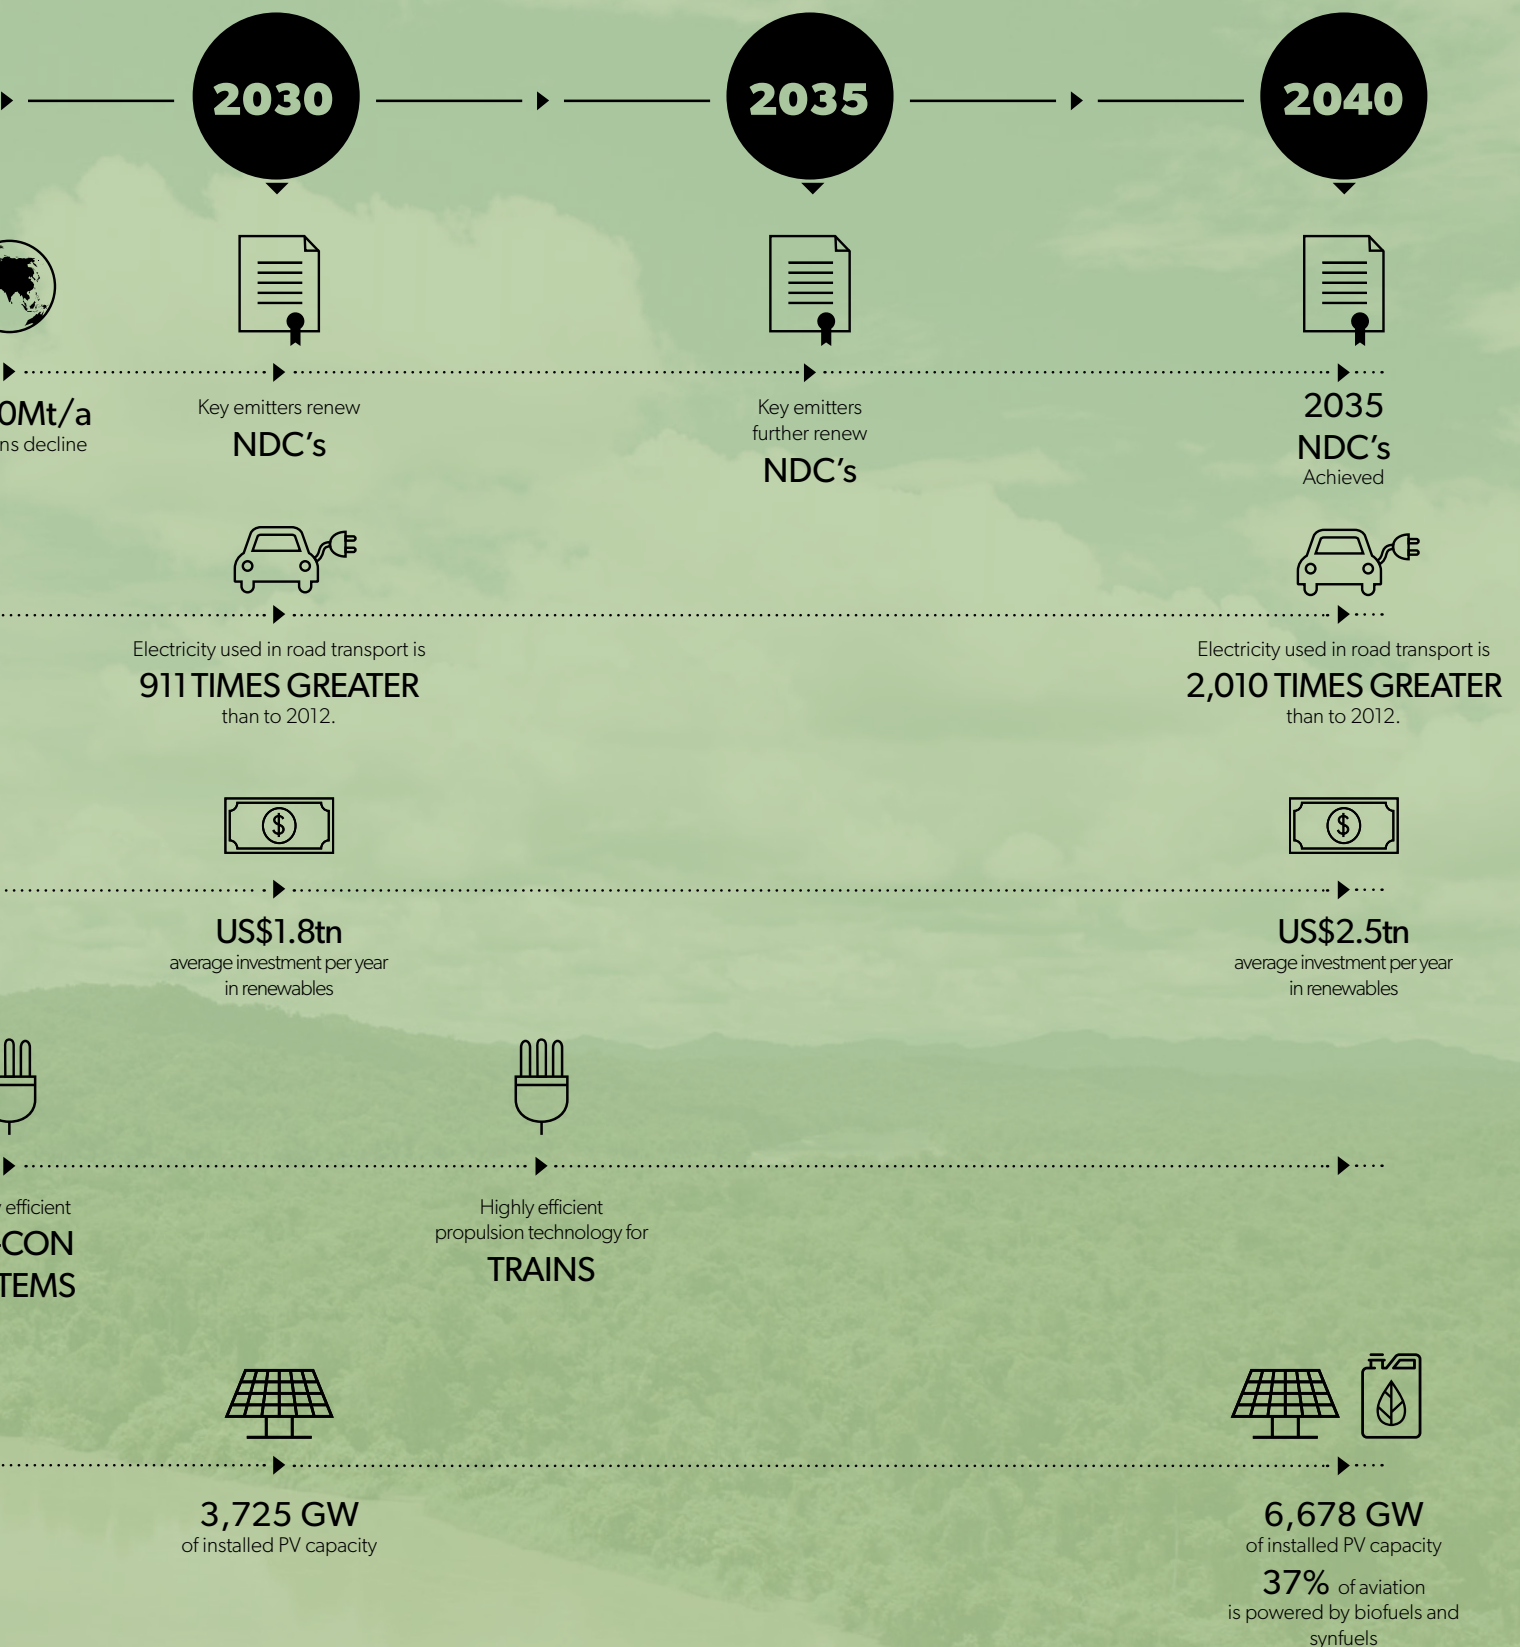 2030
2035
2040
0Mt/a
ns decline
Key emitters renew
NDC's
Key emitters
further renew
NDC's
2035
NDC's
Achieved
Electricity used in road transport is
911 TIMES GREATER
than to 2012.
Electricity used in road transport is
2,010 TIMES GREATER
than to 2012.
$
$
US$1.8tn
average investment per year
in renewables
US$2.5tn
average investment per year
in renewables
efficient
-CON
TEMS
Highly efficient
propulsion technology for
TRAINS
3,725 GW
of installed PV capacity
6,678 GW
of installed PV capacity
37% of aviation
is powered by biofuels and
synfuels